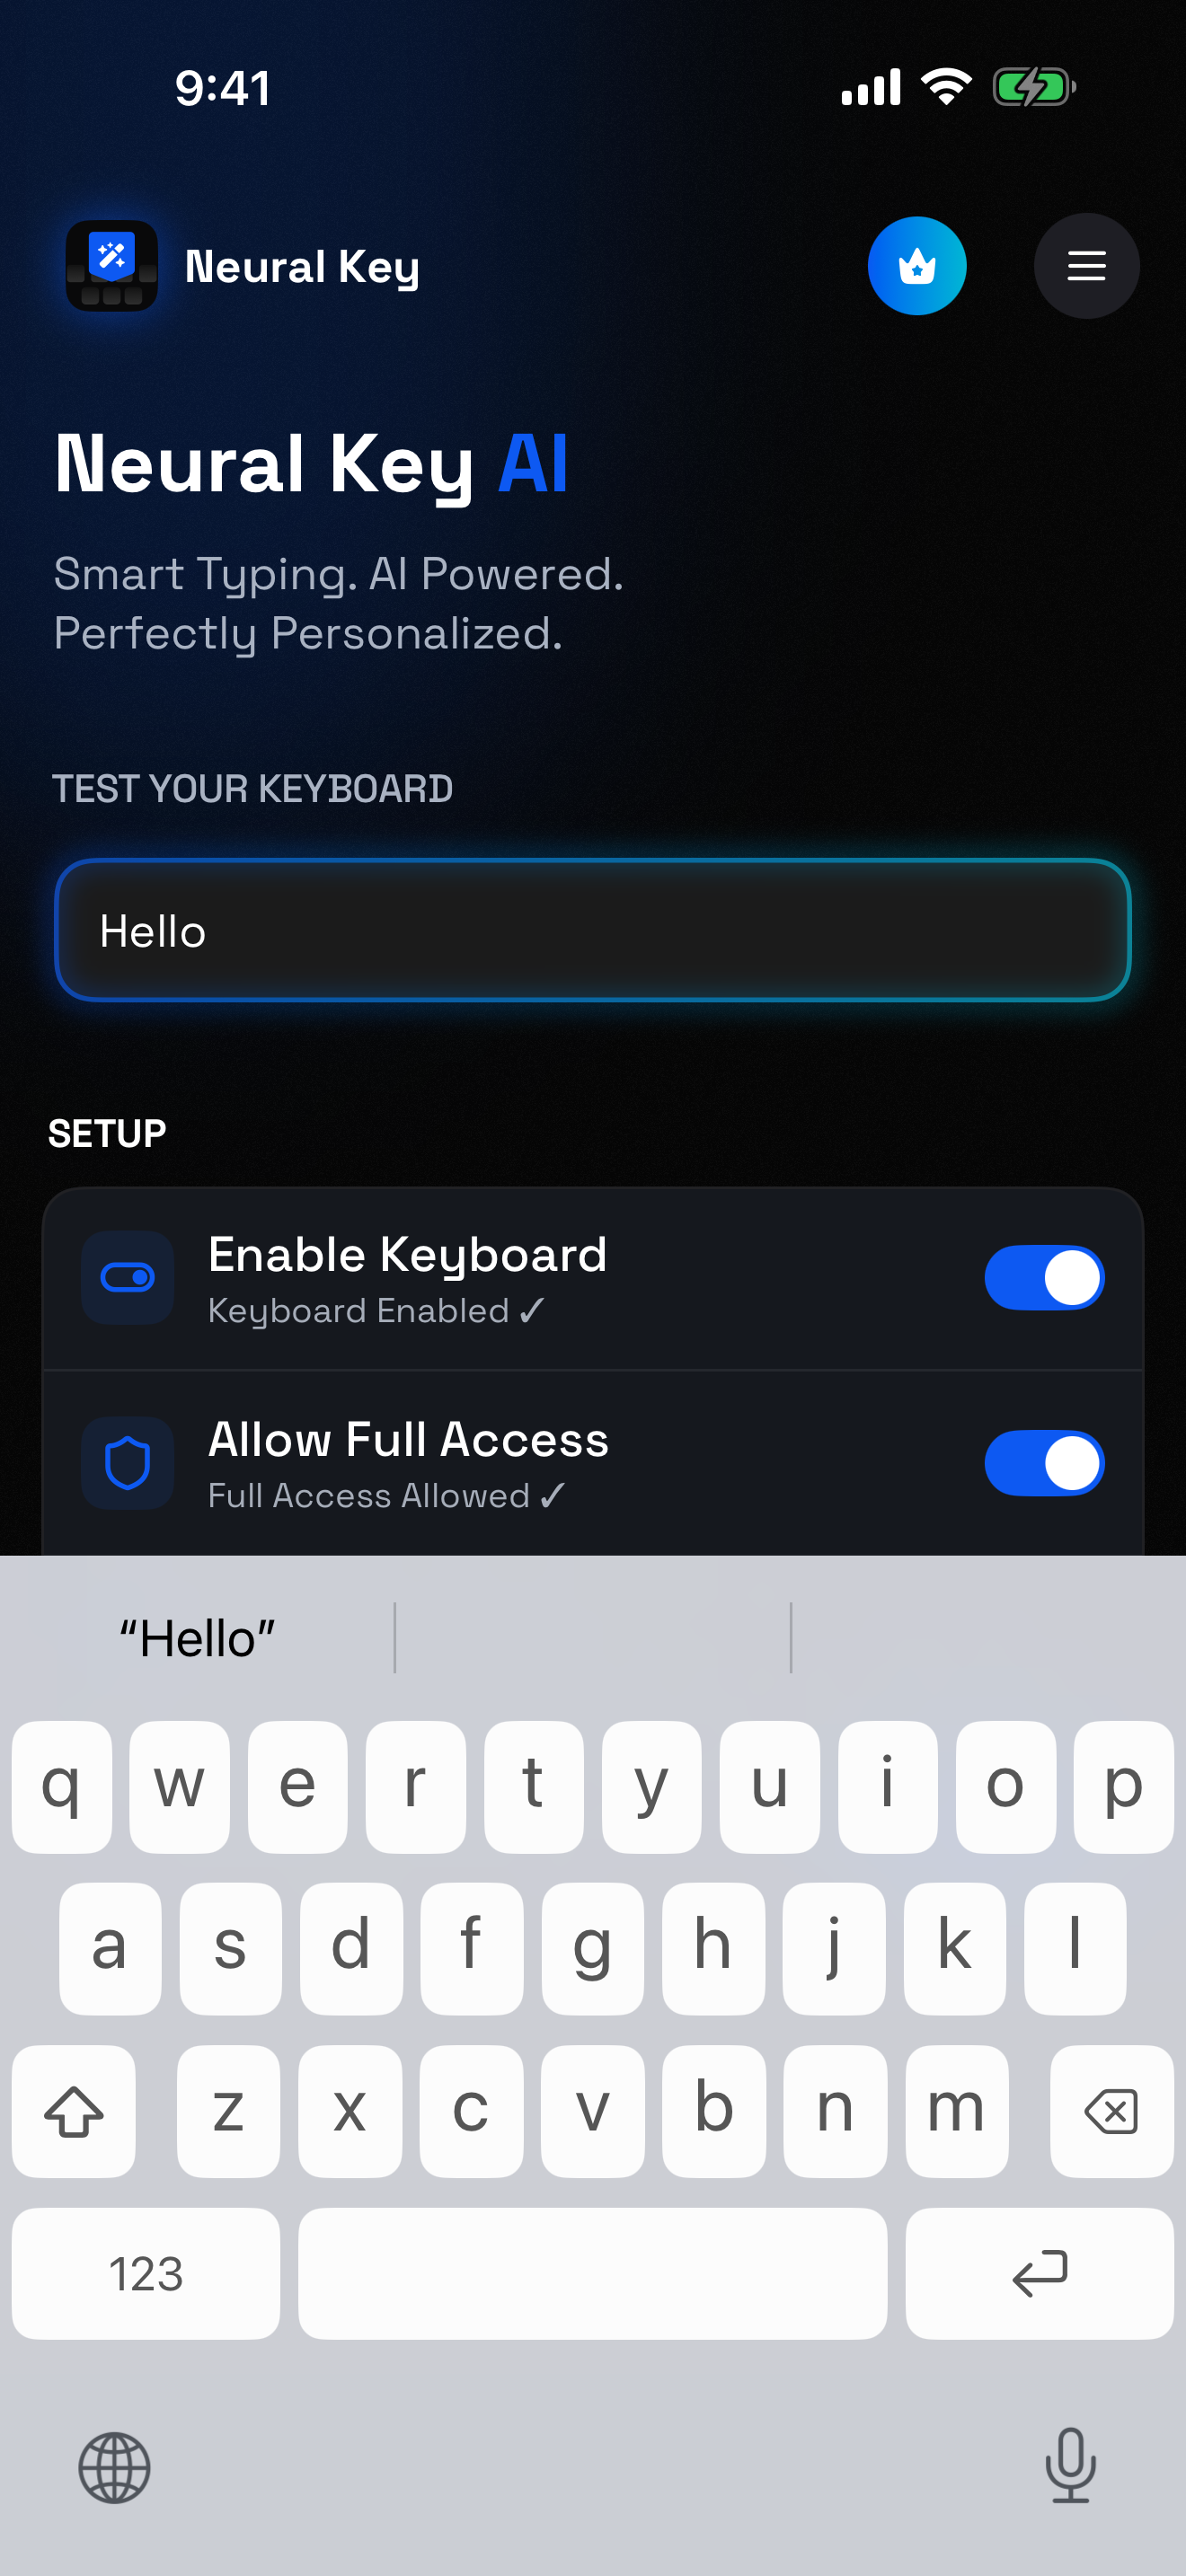 9:41
Neural Key
Neural Key AI
Smart Typing. AI Powered.
Perfectly Personalized.
TEST YOUR KEYBOARD
Hello
SETUP
Enable Keyboard
Keyboard Enabled ✓
Allow Full Access
Full Access Allowed ✓
“Hello”
q w e r t y u i o p
a s d f g h j k l
z x c v b n m
123